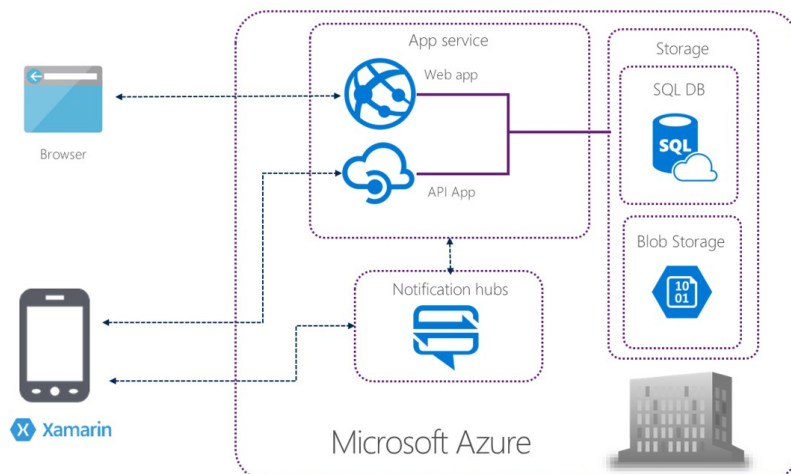 App service
Storage
Web app
SQL DB
SQL
Browser
API App
Blob Storage
Notification hubs
10
01
Xamarin
Microsoft Azure